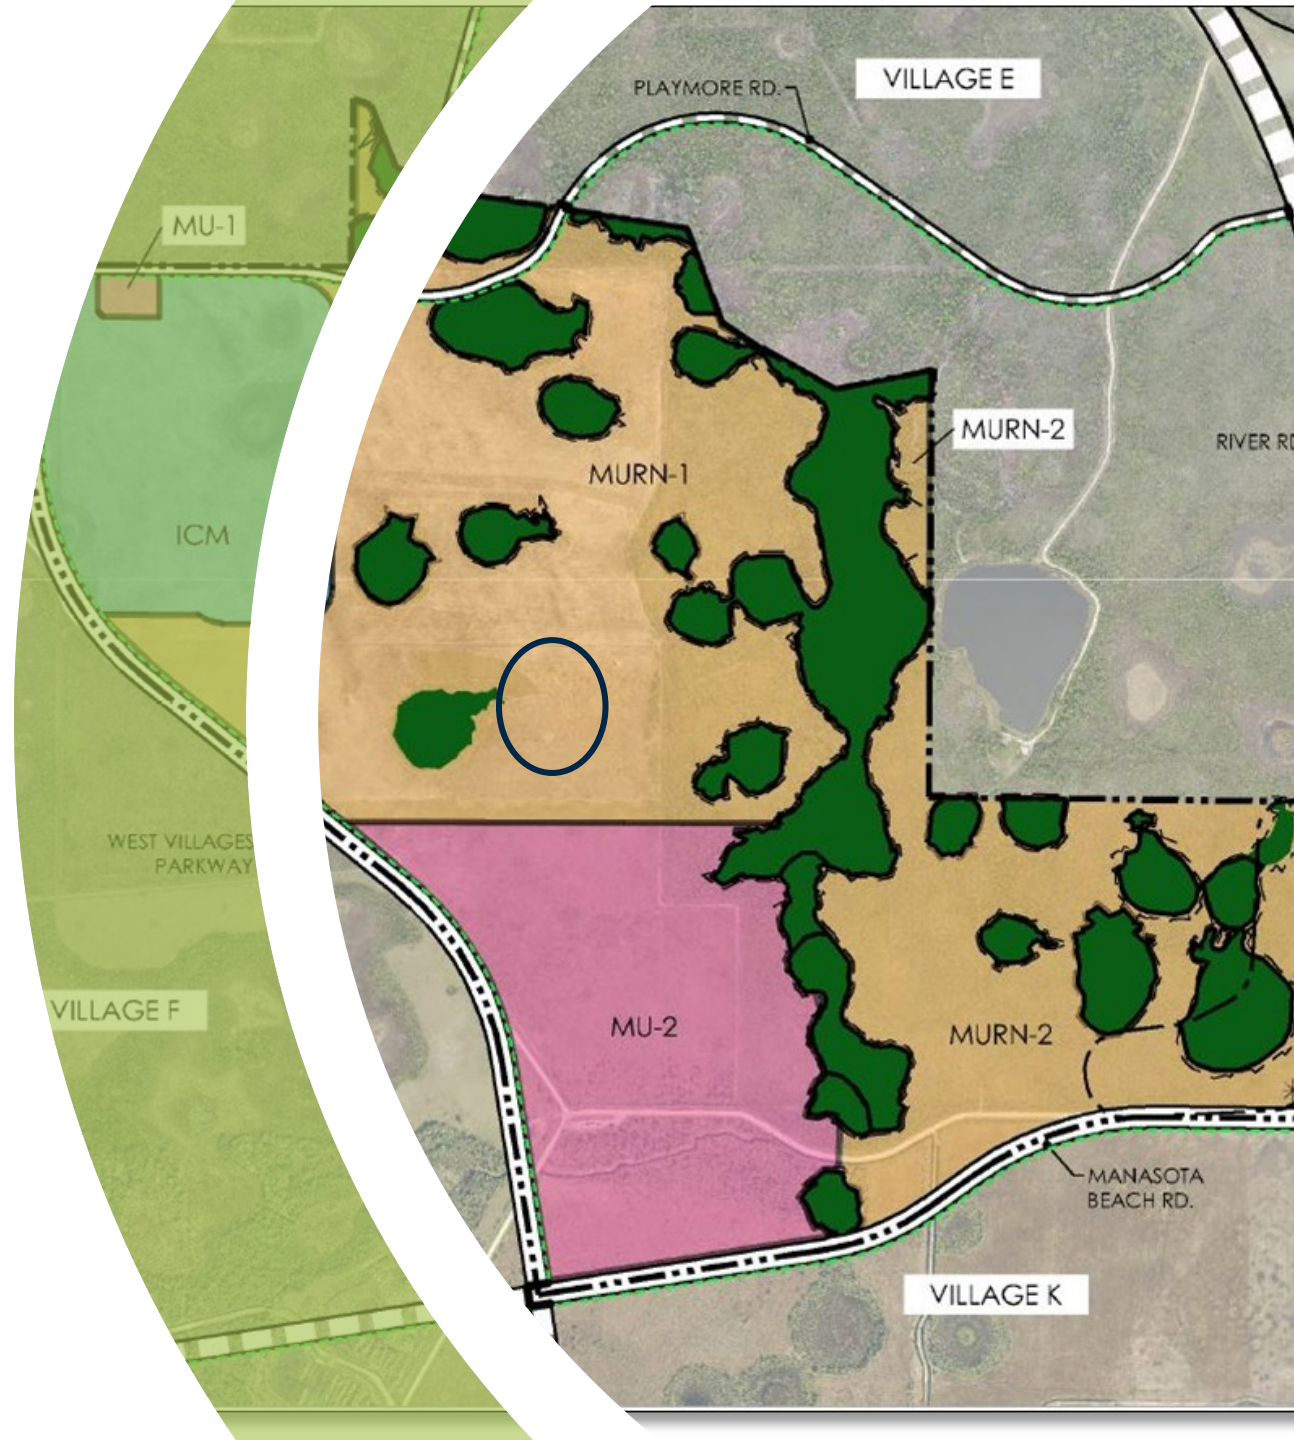 VILLAGE E
PLAYMORE RD.
MU-1
MURN-2
RIVER RD
MURN-1
ICM
WEST VILLAGES
PARKWAY
VILLAGE F
MU-2
MURN-2
MANASOTA
BEACH RD.
VILLAGE K